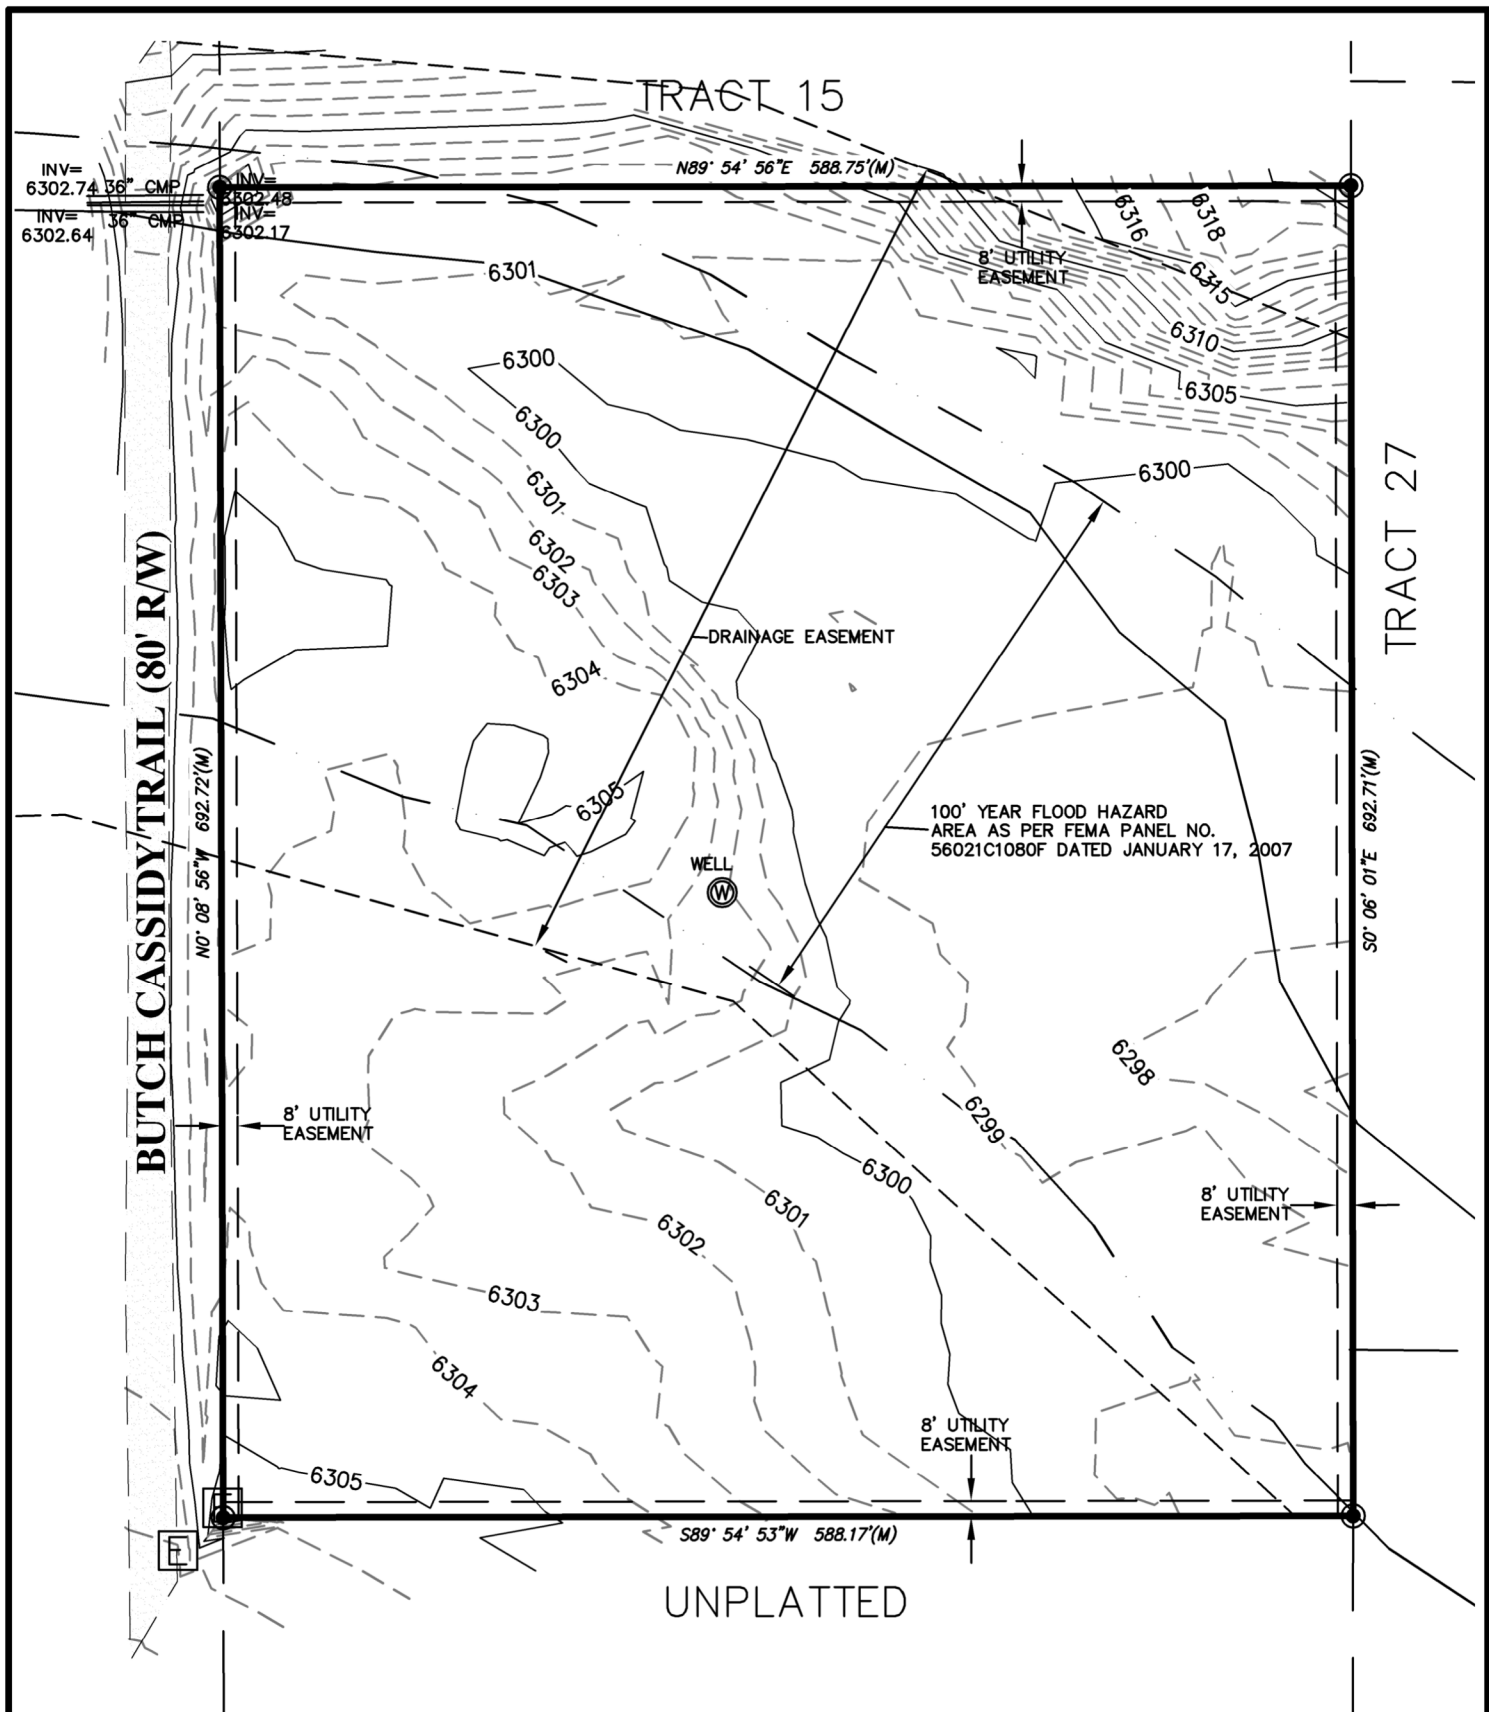 TRACT 15
N89° 54' 56"E 588.75'(M)
INV=
6302.74 36" CMP
INV=
6302.48
INV=
6302.64
36" CMP
INV=
6302.17
6316
6318
8' UTILITY
EASEMENT
6315
6301
6310
6300
6305
6300
6300
TRACT 27
6301
6302
6303
DRAINAGE EASEMENT
6304
BUTCH CASSIDY TRAIL (80' R/W)
N0° 08' 56"W 692.72'(M)
6305
100' YEAR FLOOD HAZARD
AREA AS PER FEMA PANEL NO.
56021C1080F DATED JANUARY 17, 2007
S0° 06' 01"E 692.71'(M)
WELL
W
6298
6299
8' UTILITY
EASEMENT
6300
6301
8' UTILITY
EASEMENT
6302
6303
6304
8' UTILITY
EASEMENT
6305
E
E
S89° 54' 53"W 588.17'(M)
UNPLATTED